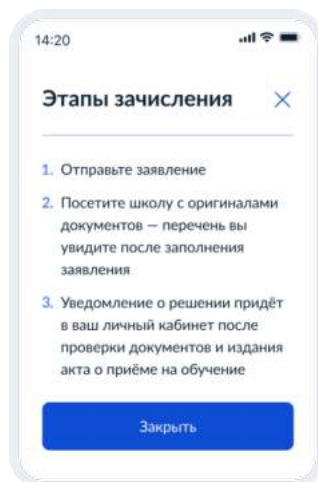 14:20
Этапы зачисления
1. Отправьте заявление
2. Посетите школу с оригиналами
документов — перечень вы
увидите после заполнения
заявления
3. Уведомление о решении придёт
в ваш личный кабинет после
проверки документов и издания
акта о приёме на обучение
Закрыть